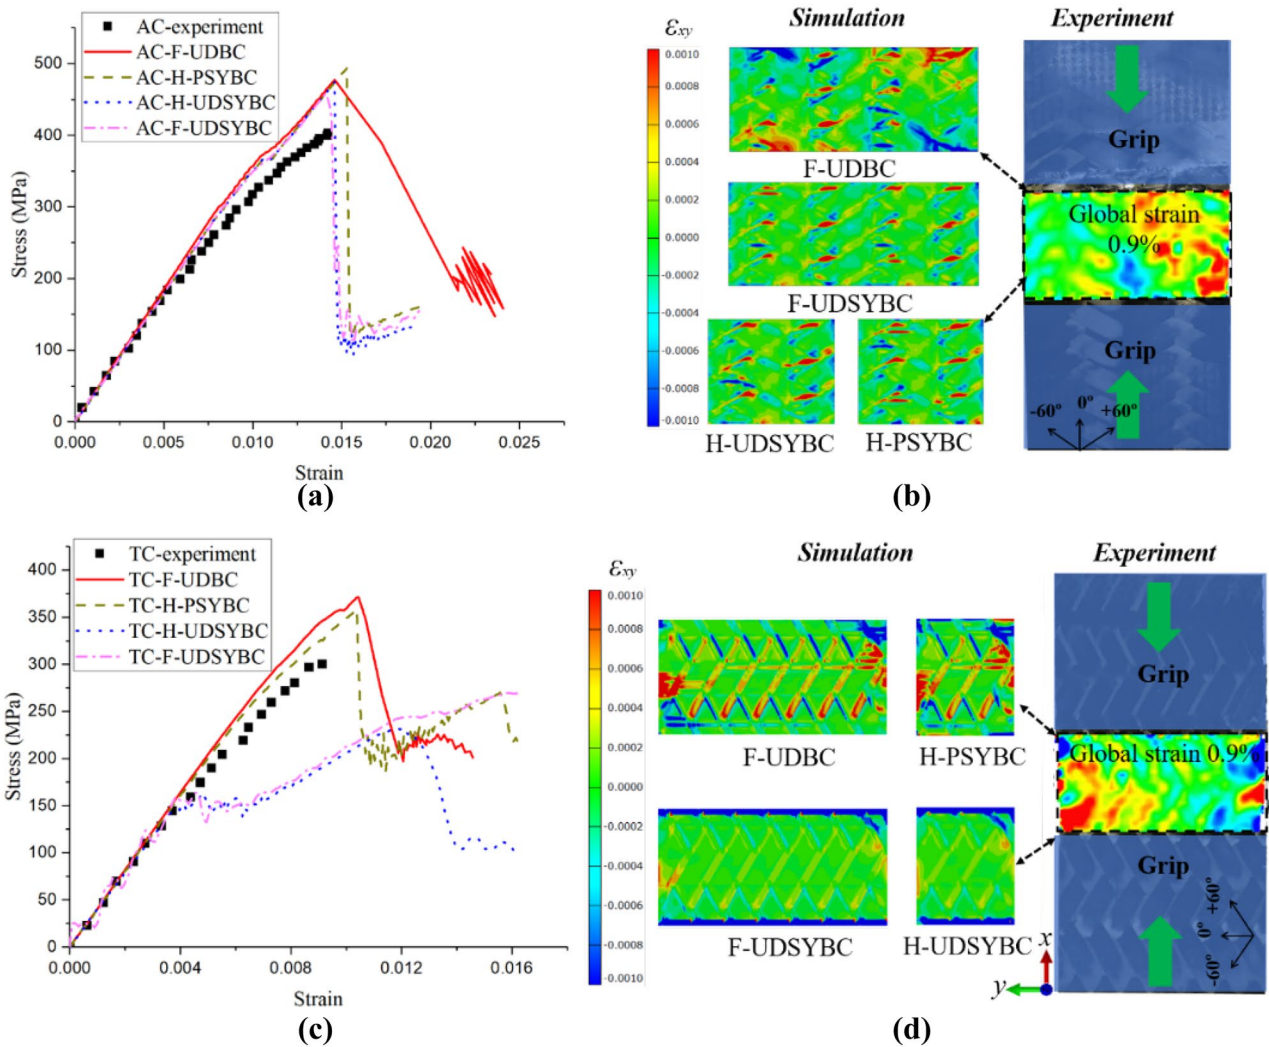 AC-experiment
AC-F-UDBC
AC-H-PSYBC
AC-H-UDSYBC
AC-F-UDSYBC
500
400
300
200
100
0
Stress (MPa)
0.000 0.005 0.010 0.015 0.020 0.025
Strain
(a)
εxy
Simulation
Experiment
0.0010
0.0008
0.0006
0.0004
0.0002
0.0000
-0.0002
-0.0004
-0.0006
-0.0008
-0.0010
F-UDBC
F-UDSYBC
H-UDSYBC H-PSYBC
Grip
Global strain
0.9%
Grip
-60° 0° +60°
(b)
TC-experiment
TC-F-UDBC
TC-H-PSYBC
TC-H-UDSYBC
TC-F-UDSYBC
400
350
300
250
200
150
100
50
0
Stress (MPa)
0.000 0.004 0.008 0.012 0.016
Strain
(c)
εxy
Simulation
Experiment
0.0010
0.0008
0.0006
0.0004
0.0002
0.0000
-0.0002
-0.0004
-0.0006
-0.0008
-0.0010
F-UDBC H-PSYBC
F-UDSYBC H-UDSYBC
Grip
Global strain 0.9%
Grip
+60°
0°
-60°
x
y
(d)